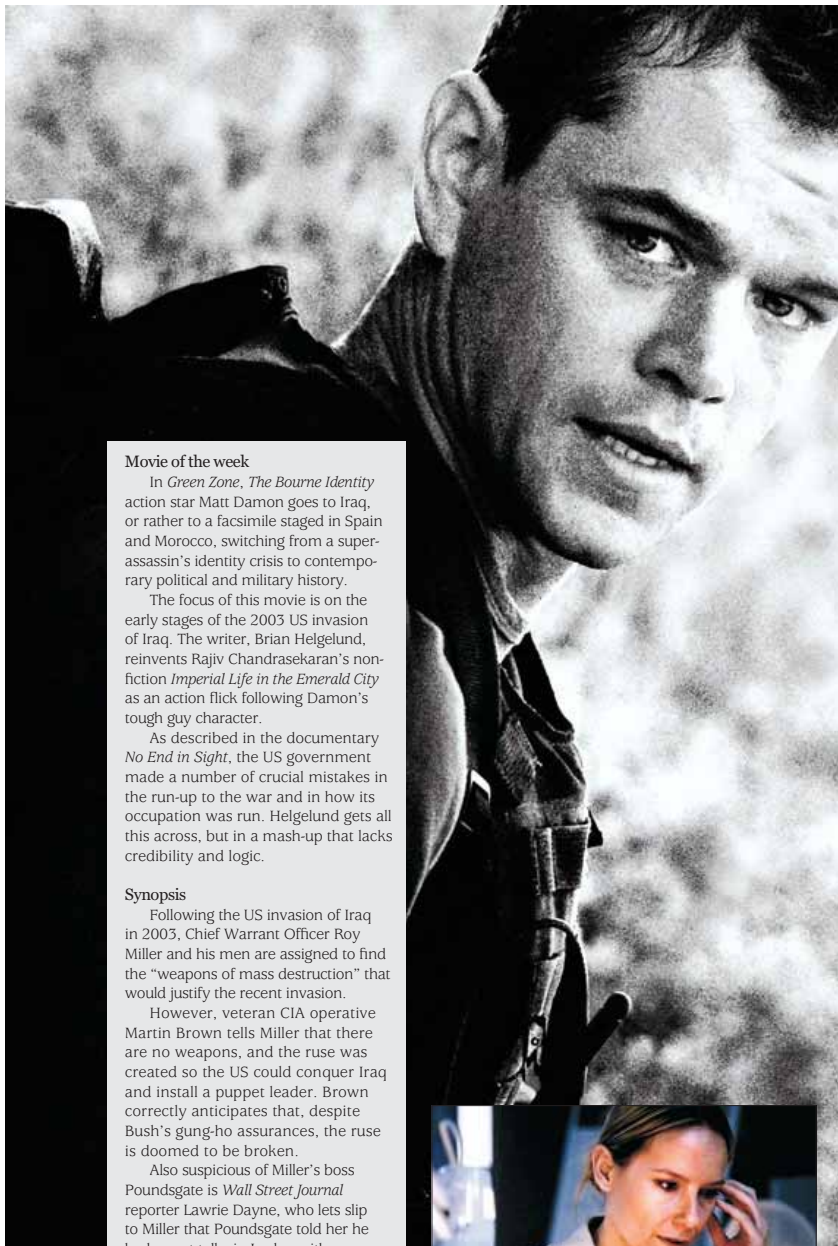 Movie of the week
In Green Zone, The Bourne Identity
action star Matt Damon goes to Iraq,
or rather to a facsimile staged in Spain
and Morocco, switching from a super-
assassin's identity crisis to contempo-
rary political and military history.
The focus of this movie is on the
early stages of the 2003 US invasion
of Iraq. The writer, Brian Helgelund,
reinvents Rajiv Chandrasekaran's non-
fiction Imperial Life in the Emerald City
as an action flick following Damon's
tough guy character.
As described in the documentary
No End in Sight, the US government
made a number of crucial mistakes in
the run-up to the war and in how its
occupation was run. Helgelund gets all
this across, but in a mash-up that lacks
credibility and logic.
Synopsis
Following the US invasion of Iraq
in 2003, Chief Warrant Officer Roy
Miller and his men are assigned to find
the “weapons of mass destruction” that
would justify the recent invasion.
However, veteran CIA operative
Martin Brown tells Miller that there
are no weapons, and the ruse was
created so the US could conquer Iraq
and install a puppet leader. Brown
correctly anticipates that, despite
Bush's gung-ho assurances, the ruse
is doomed to be broken.
Also suspicious of Miller's boss
Poundsgate is Wall Street Journal
reporter Lawrie Dayne, who lets slip
to Miller that Poundsgate told her he